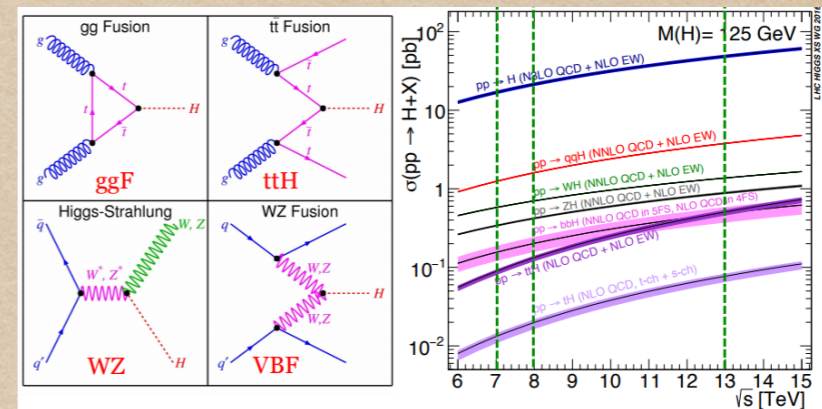 gg Fusion
g
g
t
t
t̄
H
ggF
tt̄ Fusion
g
g
t̄
t
t̄
t
H
ttH
Higgs-Strahlung
q̄
q'
W*, Z*
W, Z
H
WZ
WZ Fusion
q
q'
W,Z
W,Z
H
VBF
σ(pp → H+X) [pb]
10²
10
1
10⁻¹
10⁻²
M(H)= 125 GeV
LHC HIGGS XS WG 2016
pp → H (N3LO QCD + NLO EW)
pp → qqH (NNLO QCD + NLO EW)
pp → WH (NNLO QCD + NLO EW)
pp → ZH (NNLO QCD + NLO EW)
pp → bbH (NNLO QCD in 5FS, NLO QCD in 4FS)
pp → ttH (NLO QCD + NLO EW)
pp → tH (NLO QCD, t-ch + s-ch)
6 7 8 9 10 11 12 13 14 15
√s [TeV]